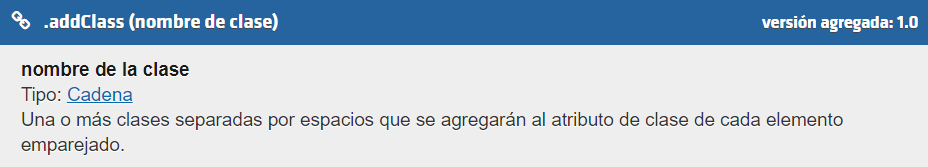 .addClass (nombre de clase)
versión agregada: 1.0
nombre de la clase
Tipo: Cadena
Una o más clases separadas por espacios que se agregarán al atributo de clase de cada elemento
emparejado.